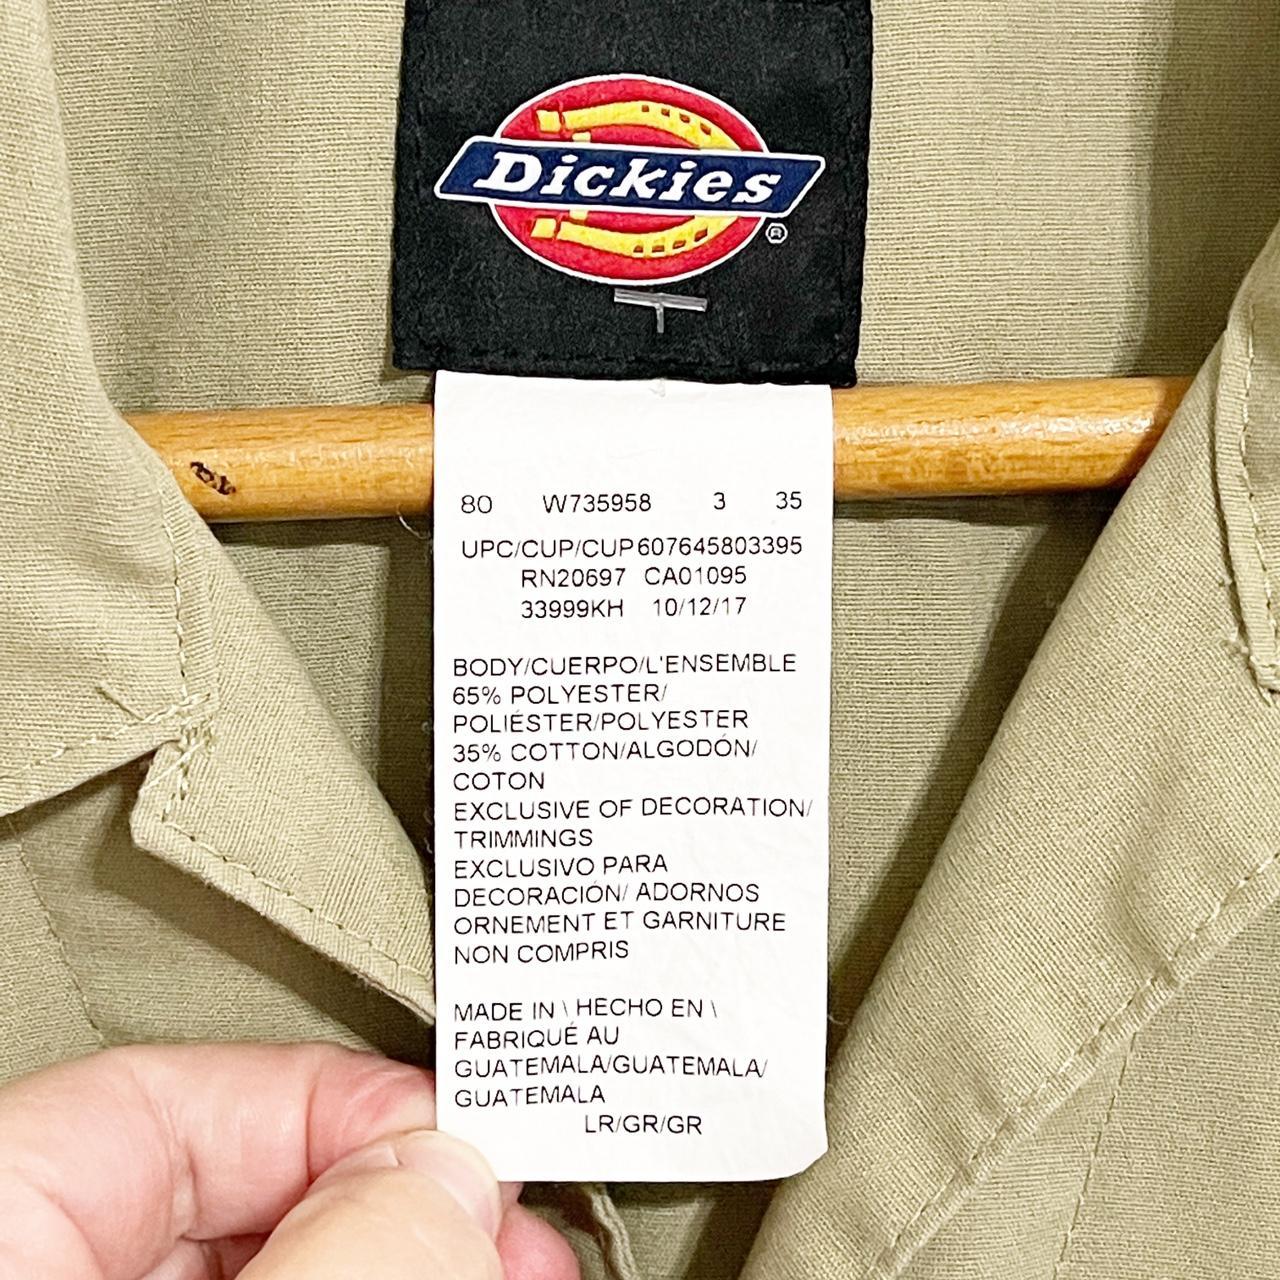 Dickies
®
80 W735958 3 35
UPC/CUP/CUP607645803395
RN20697 CA01095
33999KH 10/12/17
BODY/CUERPO/L'ENSEMBLE
65% POLYESTER/
POLIÉSTER/POLYESTER
35% COTTON/ALGODÓN/
COTON
EXCLUSIVE OF DECORATION/
TRIMMINGS
EXCLUSIVO PARA
DECORACIÓN/ ADORNOS
ORNEMENT ET GARNITURE
NON COMPRIS
MADE IN \ HECHO EN \
FABRIQUÉ AU
GUATEMALA/GUATEMALA/
GUATEMALA
LR/GR/GR